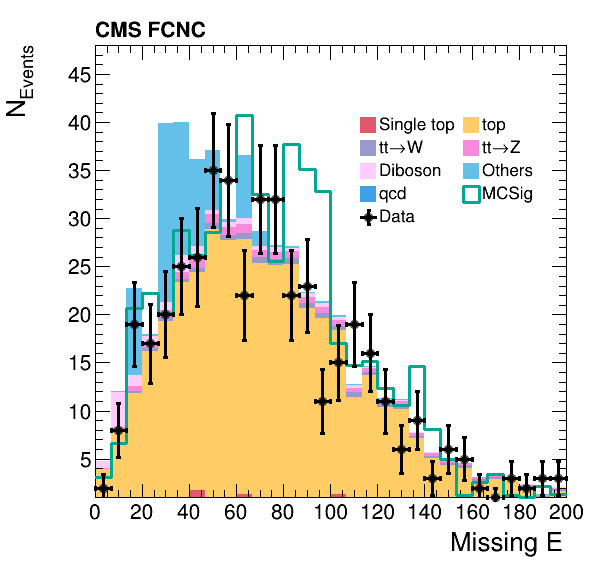 CMS FCNC
N_Events
45
40
35
30
25
20
15
10
5
Single top
top
tt→W
tt→Z
Diboson
Others
qcd
MCSig
Data
0 20 40 60 80 100 120 140 160 180 200
Missing E